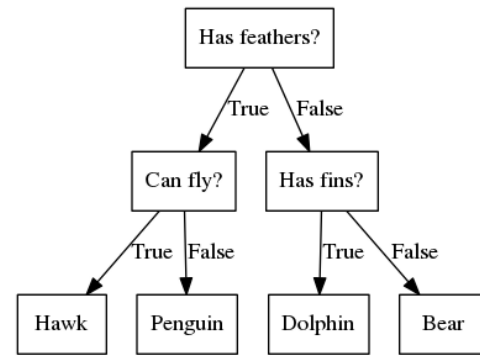 Has feathers?
True
False
Can fly?
Has fins?
True
False
True
False
Hawk
Penguin
Dolphin
Bear